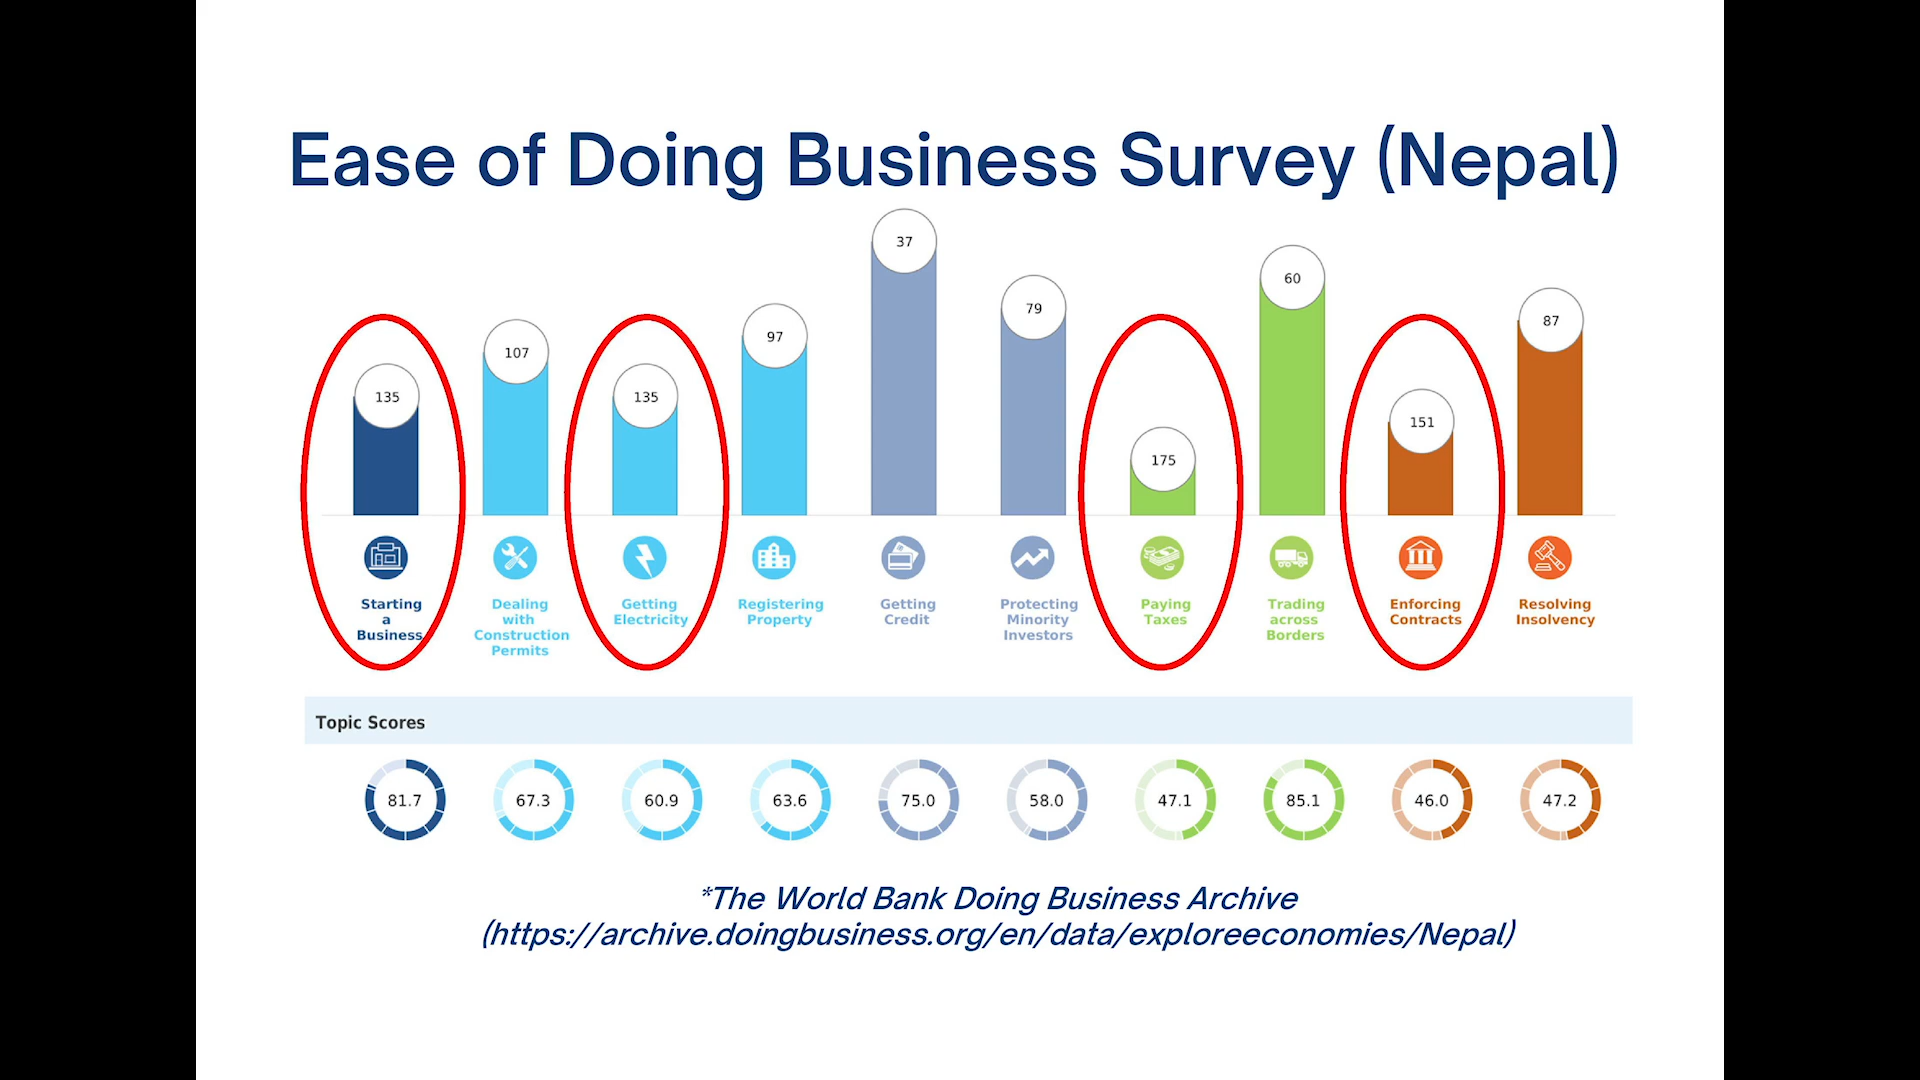 Ease of Doing Business Survey (Nepal)
135
107
135
97
37
79
175
60
151
87
Starting
a
Business
Dealing
with
Construction
Permits
Getting
Electricity
Registering
Property
Getting
Credit
Protecting
Minority
Investors
Paying
Taxes
Trading
across
Borders
Enforcing
Contracts
Resolving
Insolvency
Topic Scores
81.7
67.3
60.9
63.6
75.0
58.0
47.1
85.1
46.0
47.2
*The World Bank Doing Business Archive
(https://archive.doingbusiness.org/en/data/exploreeconomies/Nepal)